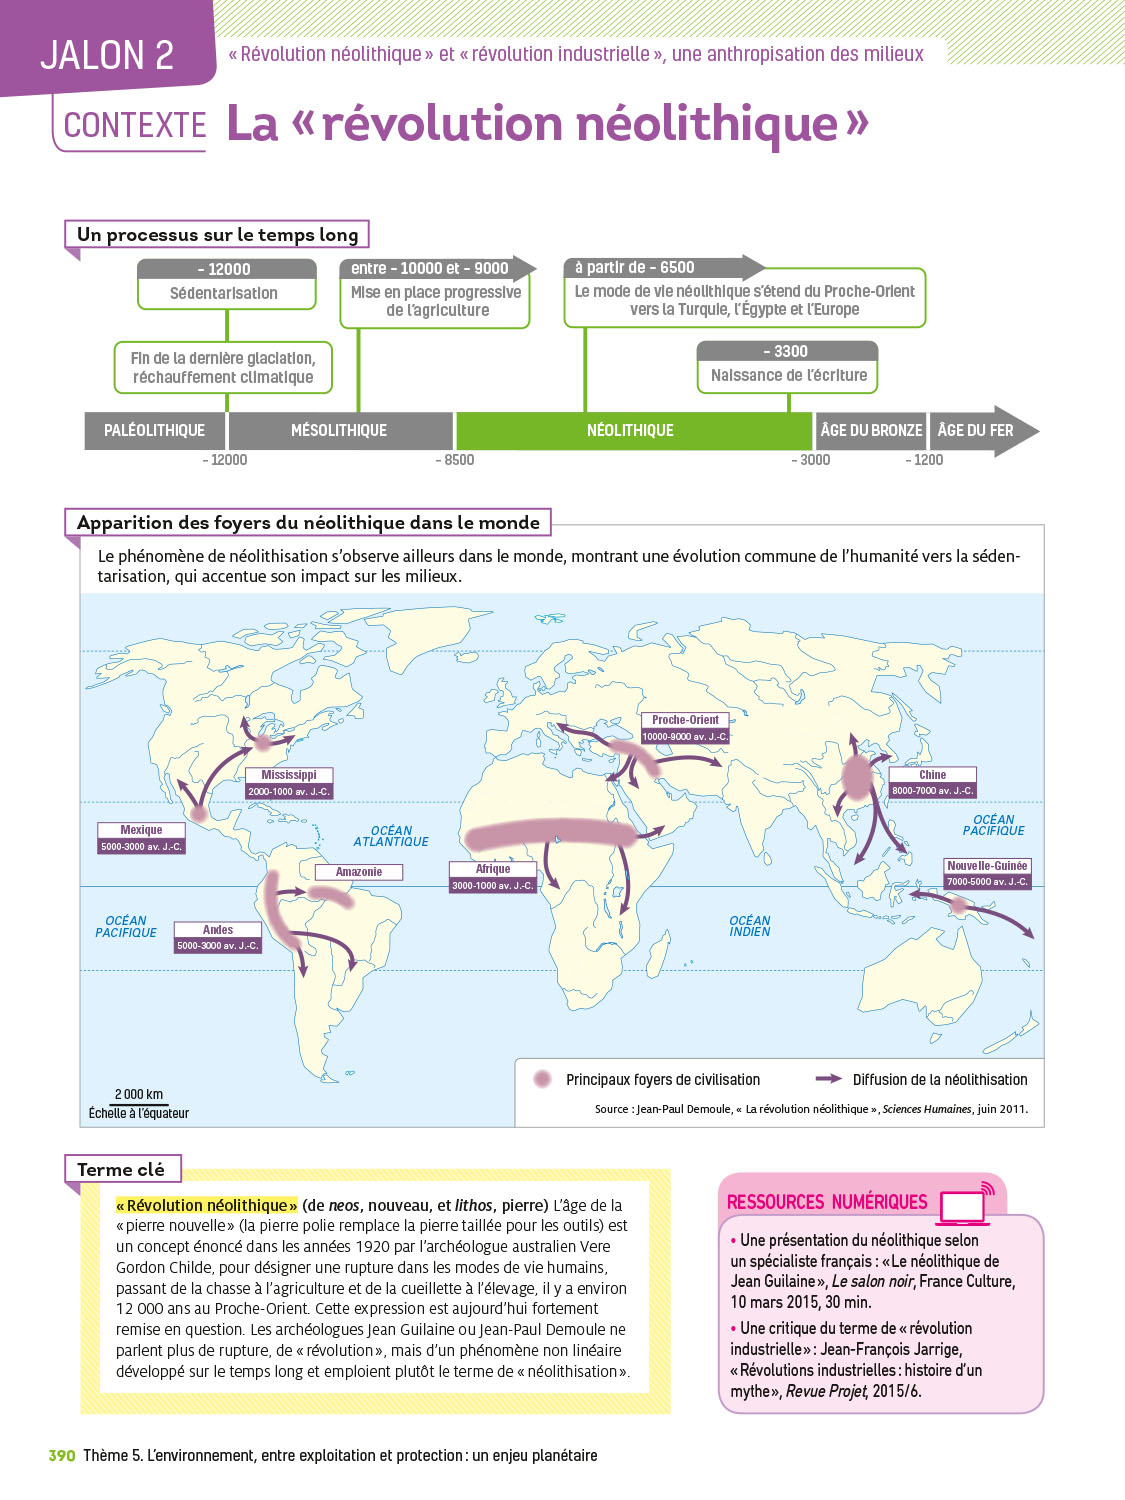 JALON 2
« Révolution néolithique » et « révolution industrielle », une anthropisation des milieux
CONTEXTE La « révolution néolithique »
Un processus sur le temps long
– 12000
Sédentarisation
Fin de la dernière glaciation,
réchauffement climatique
entre – 10000 et – 9000
Mise en place progressive
de l'agriculture
à partir de – 6500
Le mode de vie néolithique s'étend du Proche-Orient
vers la Turquie, l'Égypte et l'Europe
– 3300
Naissance de l'écriture
PALÉOLITHIQUE
MÉSOLITHIQUE
NÉOLITHIQUE
ÂGE DU BRONZE
ÂGE DU FER
– 12000
– 8500
– 3000
– 1200
Apparition des foyers du néolithique dans le monde
Le phénomène de néolithisation s'observe ailleurs dans le monde, montrant une évolution commune de l'humanité vers la séden-
tarisation, qui accentue son impact sur les milieux.
Proche-Orient
10000-9000 av. J.-C.
Mississippi
2000-1000 av. J.-C.
Chine
8000-7000 av. J.-C.
Mexique
5000-3000 av. J.-C.
OCÉAN
ATLANTIQUE
OCÉAN
PACIFIQUE
Amazonie
Afrique
3000-1000 av. J.-C.
Nouvelle-Guinée
7000-5000 av. J.-C.
OCÉAN
PACIFIQUE
Andes
5000-3000 av. J.-C.
OCÉAN
INDIEN
2 000 km
Échelle à l'équateur
Principaux foyers de civilisation
Diffusion de la néolithisation
Source : Jean-Paul Demoule, « La révolution néolithique », Sciences Humaines, juin 2011.
Terme clé
« Révolution néolithique » (de neos, nouveau, et lithos, pierre) L'âge de la
« pierre nouvelle » (la pierre polie remplace la pierre taillée pour les outils) est
un concept énoncé dans les années 1920 par l'archéologue australien Vere
Gordon Childe, pour désigner une rupture dans les modes de vie humains,
passant de la chasse à l'agriculture et de la cueillette à l'élevage, il y a environ
12 000 ans au Proche-Orient. Cette expression est aujourd'hui fortement
remise en question. Les archéologues Jean Guilaine ou Jean-Paul Demoule ne
parlent plus de rupture, de « révolution », mais d'un phénomène non linéaire
développé sur le temps long et emploient plutôt le terme de « néolithisation ».
RESSOURCES NUMÉRIQUES
• Une présentation du néolithique selon
un spécialiste français : « Le néolithique de
Jean Guilaine », Le salon noir, France Culture,
10 mars 2015, 30 min.
• Une critique du terme de « révolution
industrielle » : Jean-François Jarrige,
« Révolutions industrielles : histoire d'un
mythe », Revue Projet, 2015/6.
390 Thème 5. L'environnement, entre exploitation et protection : un enjeu planétaire